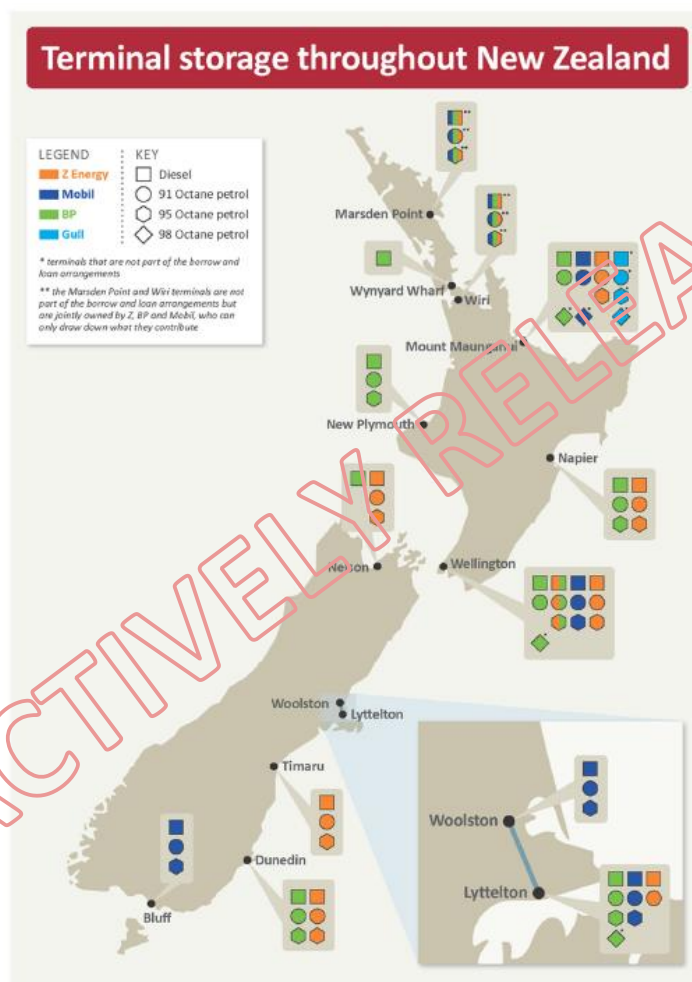 Terminal storage throughout New Zealand
LEGEND
KEY
Z Energy
Diesel
Mobil
91 Octane petrol
BP
95 Octane petrol
Gull
98 Octane petrol
* terminals that are not part of the borrow and
loan arrangements
** the Marsden Point and Wiri terminals are not
part of the borrow and loan arrangements but
are jointly owned by Z, BP and Mobil, who can
only draw down what they contribute
Marsden Point
Wynyard Wharf
Wiri
Mount Maunganui
New Plymouth
Napier
Nelson
Wellington
Woolston
Lyttelton
Timaru
Dunedin
Bluff
Woolston
Lyttelton
ACTIVELY RELEA